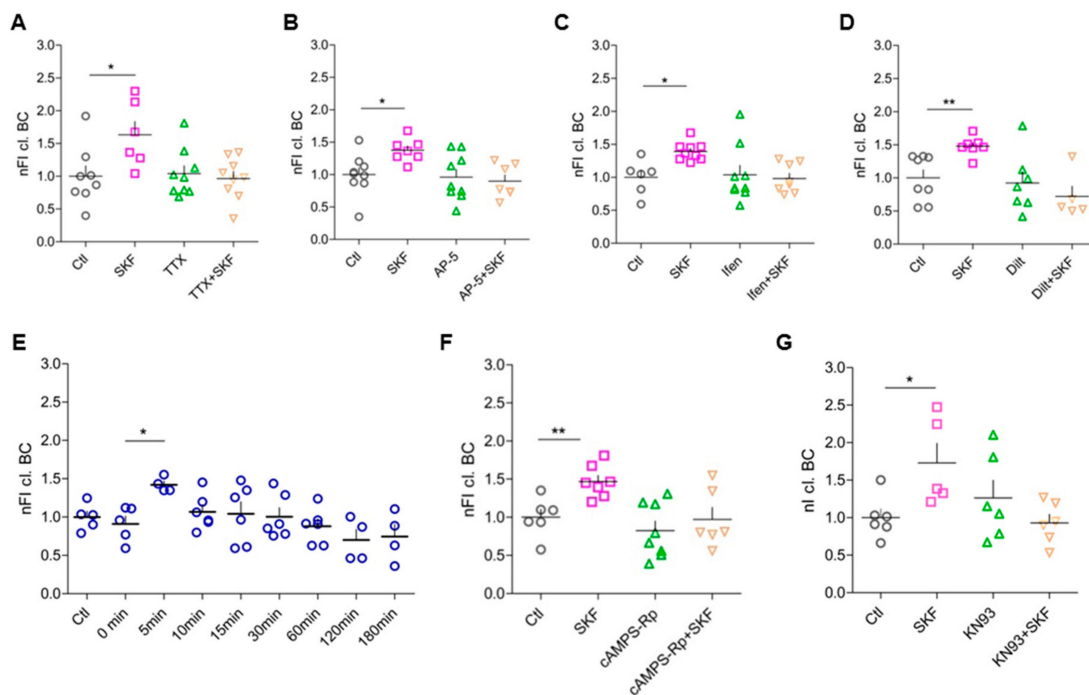 A
nFI cl. BC
3.0
2.5
2.0
1.5
1.0
0.5
0.0
*
Ctl
SKF
TTX
TTX+SKF
B
nFI cl. BC
3.0
2.5
2.0
1.5
1.0
0.5
0.0
*
Ctl
SKF
AP-5
AP-5+SKF
C
nFI cl. BC
3.0
2.5
2.0
1.5
1.0
0.5
0.0
*
Ctl
SKF
Ifen
Ifen+SKF
D
nFI cl. BC
3.0
2.5
2.0
1.5
1.0
0.5
0.0
**
Ctl
SKF
Dilt
Dilt+SKF
E
nFI cl. BC
3.0
2.5
2.0
1.5
1.0
0.5
0.0
*
Ctl
0 min
5min
10min
15min
30min
60min
120min
180min
F
nFI cl. BC
3.0
2.5
2.0
1.5
1.0
0.5
0.0
**
Ctl
SKF
cAMPS-Rp
cAMPS-Rp+SKF
G
nI cl. BC
3.0
2.5
2.0
1.5
1.0
0.5
0.0
*
Ctl
SKF
KN93
KN93+SKF